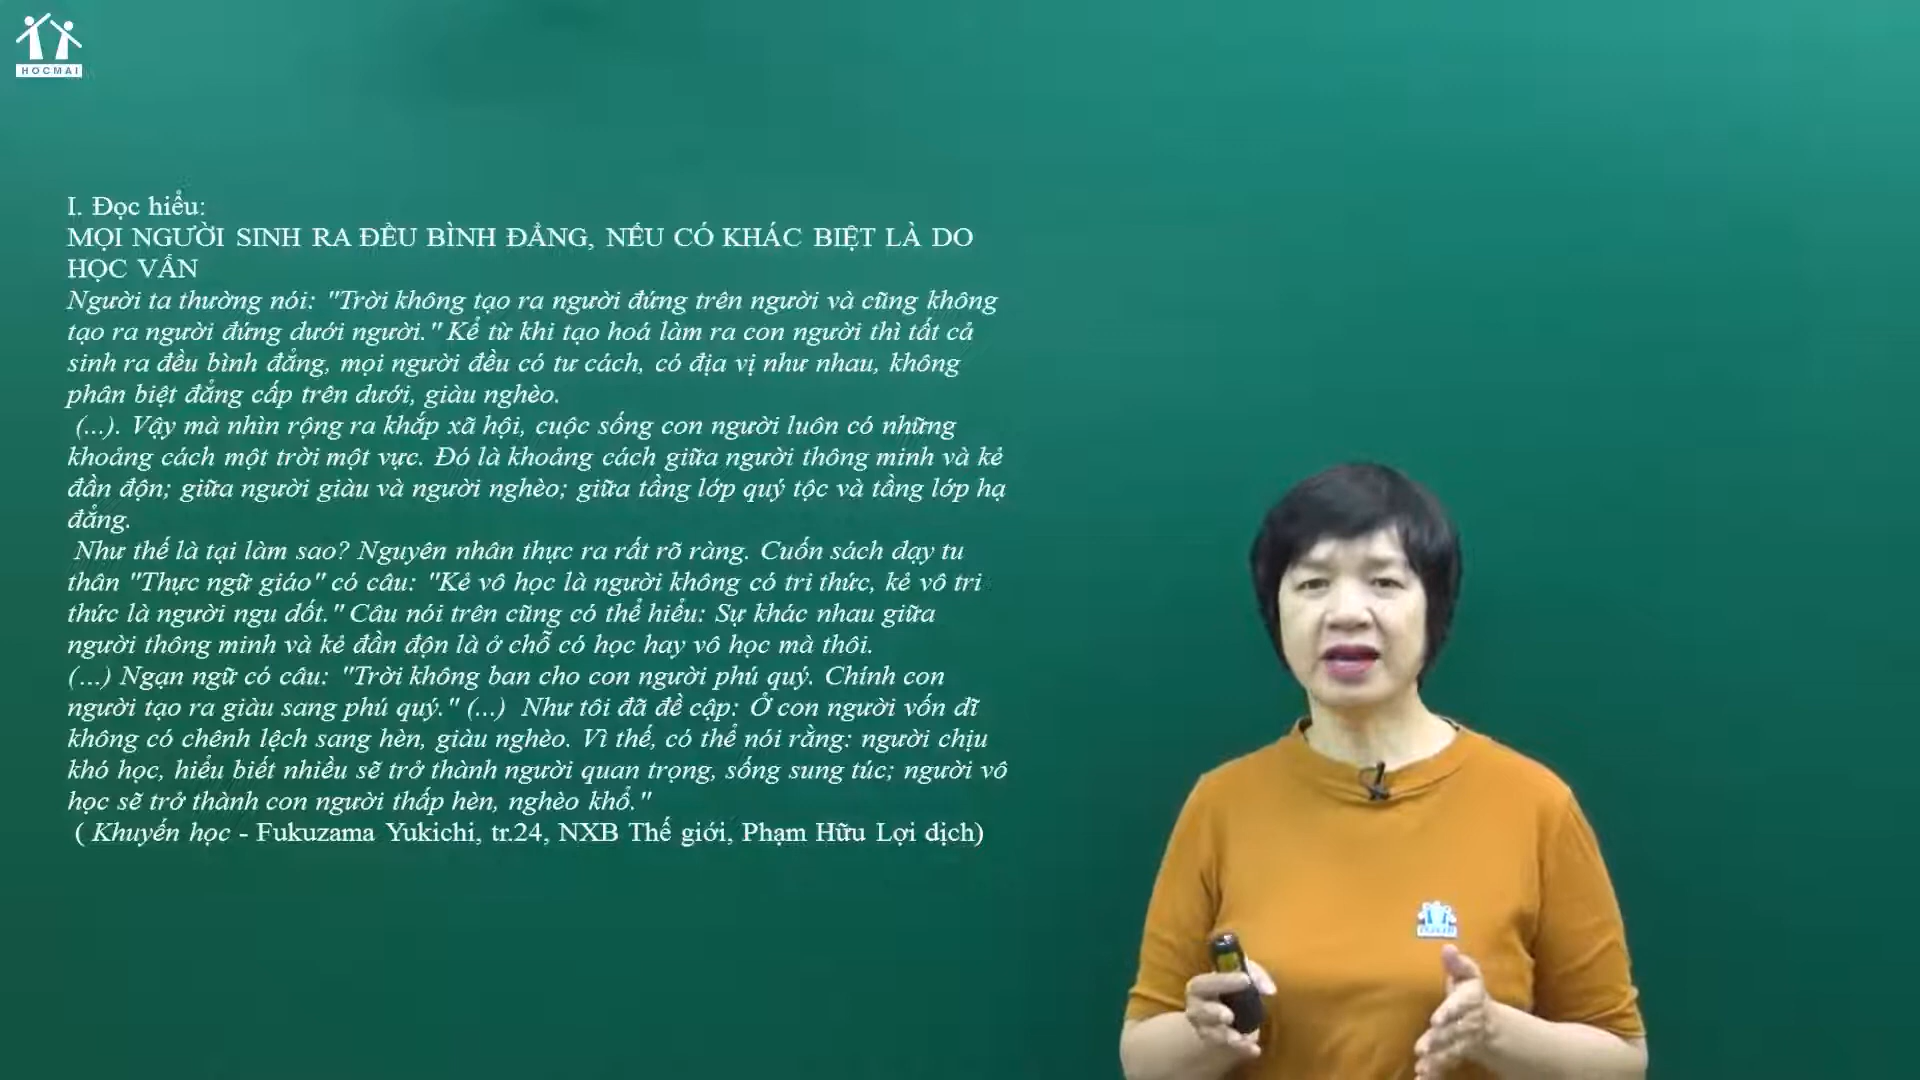 HOCMAI
I. Đọc hiểu:
MỌI NGƯỜI SINH RA ĐỀU BÌNH ĐẲNG, NẾU CÓ KHÁC BIỆT LÀ DO
HỌC VẤN
Người ta thường nói: "Trời không tạo ra người đứng trên người và cũng không
tạo ra người đứng dưới người." Kể từ khi tạo hoá làm ra con người thì tất cả
sinh ra đều bình đẳng, mọi người đều có tư cách, có địa vị như nhau, không
phân biệt đẳng cấp trên dưới, giàu nghèo.
(...). Vậy mà nhìn rộng ra khắp xã hội, cuộc sống con người luôn có những
khoảng cách một trời một vực. Đó là khoảng cách giữa người thông minh và kẻ
đần độn; giữa người giàu và người nghèo; giữa tầng lớp quý tộc và tầng lớp hạ
đẳng.
Như thế là tại làm sao? Nguyên nhân thực ra rất rõ ràng. Cuốn sách dạy tu
thân "Thực ngữ giáo" có câu: "Kẻ vô học là người không có tri thức, kẻ vô tri
thức là người ngu dốt." Câu nói trên cũng có thể hiểu: Sự khác nhau giữa
người thông minh và kẻ đần độn là ở chỗ có học hay vô học mà thôi.
(...) Ngạn ngữ có câu: "Trời không ban cho con người phú quý. Chính con
người tạo ra giàu sang phú quý." (...) Như tôi đã đề cập: Ở con người vốn dĩ
không có chênh lệch sang hèn, giàu nghèo. Vì thế, có thể nói rằng: người chịu
khó học, hiểu biết nhiều sẽ trở thành người quan trọng, sống sung túc; người vô
học sẽ trở thành con người thấp hèn, nghèo khổ."
( Khuyến học - Fukuzama Yukichi, tr.24, NXB Thế giới, Phạm Hữu Lợi dịch)